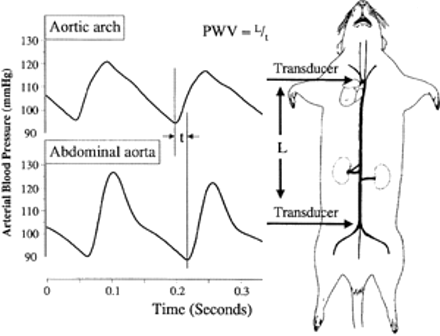 Aortic arch
PWV = L/t
130
120
110
100
90
t
Abdominal aorta
130
120
110
100
90
Arterial Blood Pressure (mmHg)
0
0.1
0.2
0.3
Time (Seconds)
Transducer
L
Transducer